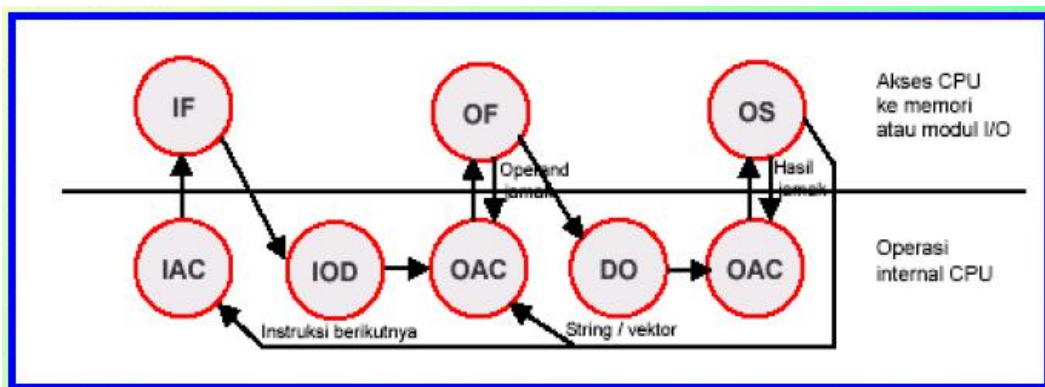 IF
OF
OS
Akses CPU
ke memori
atau modul I/O
Operand
jamak
Hasil
jamak
IAC
IOD
OAC
DO
OAC
Operasi
internal CPU
Instruksi berikutnya
String / vektor